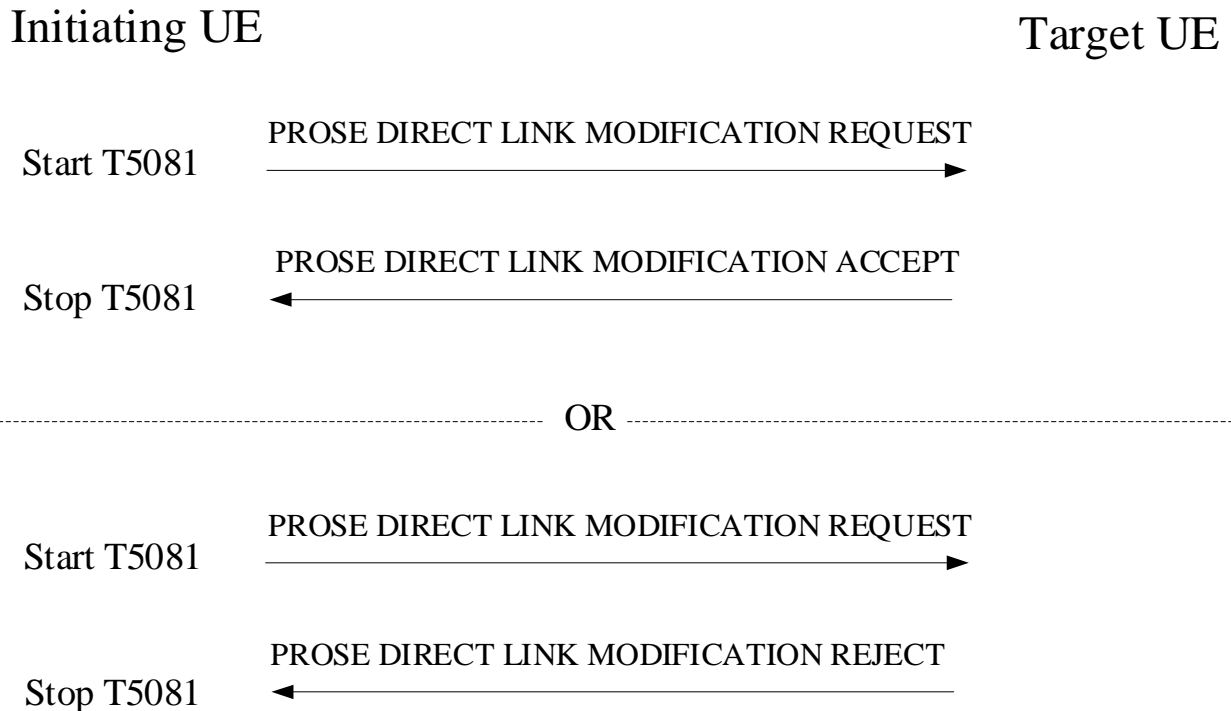 Initiating UE
Target UE
PROSE DIRECT LINK MODIFICATION REQUEST
Start T5081
PROSE DIRECT LINK MODIFICATION ACCEPT
Stop T5081
OR
PROSE DIRECT LINK MODIFICATION REQUEST
Start T5081
PROSE DIRECT LINK MODIFICATION REJECT
Stop T5081